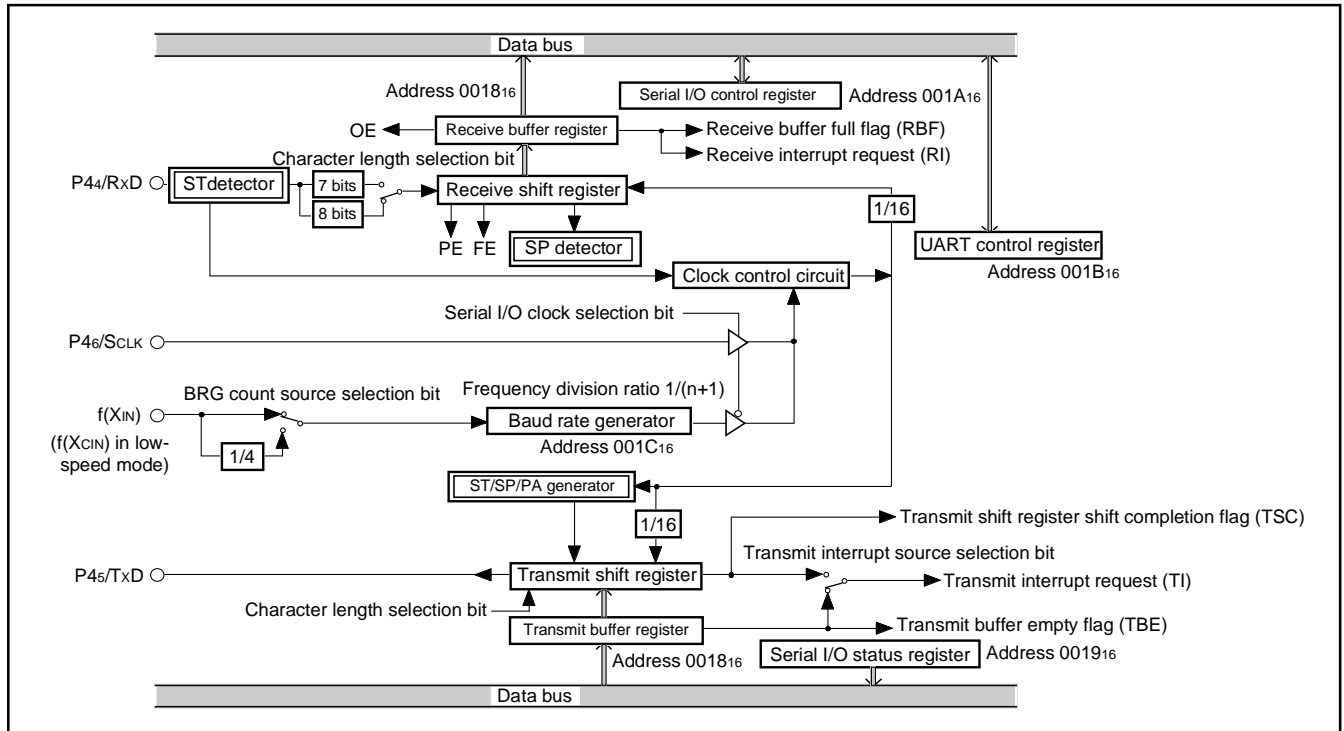 Data bus
Address 001816
Serial I/O control register
Address 001A16
OE
Receive buffer register
Receive buffer full flag (RBF)
Receive interrupt request (RI)
Character length selection bit
P44/RXD
STdetector
7 bits
8 bits
Receive shift register
1/16
PE
FE
SP detector
UART control register
Address 001B16
Clock control circuit
Serial I/O clock selection bit
P46/SCLK
BRG count source selection bit
Frequency division ratio 1/(n+1)
f(XIN)
Baud rate generator
(f(XCIN) in low-
speed mode)
1/4
Address 001C16
ST/SP/PA generator
1/16
Transmit shift register shift completion flag (TSC)
Transmit interrupt source selection bit
P45/TXD
Transmit shift register
Transmit interrupt request (TI)
Character length selection bit
Transmit buffer register
Transmit buffer empty flag (TBE)
Address 001816
Serial I/O status register
Address 001916
Data bus